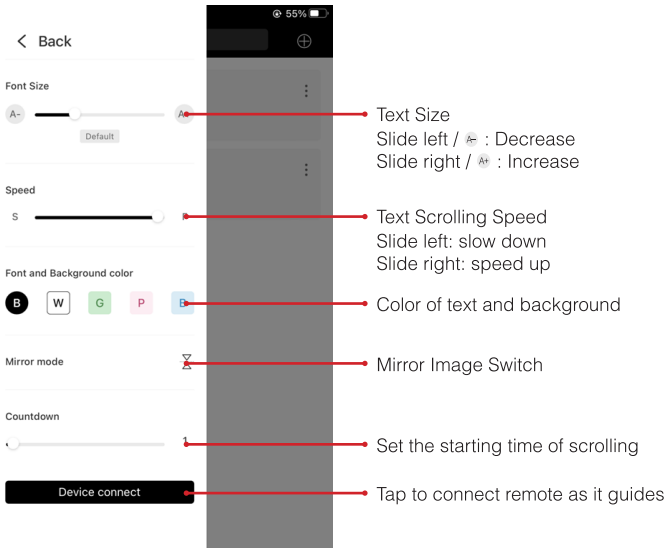 55%
Back
Font Size
A-
Default
Text Size
Slide left / A- : Decrease
Slide right / A+ : Increase
Speed
S
Text Scrolling Speed
Slide left: slow down
Slide right: speed up
Font and Background color
B W G P B
Color of text and background
Mirror mode
Mirror Image Switch
Countdown
Set the starting time of scrolling
Device connect
Tap to connect remote as it guides